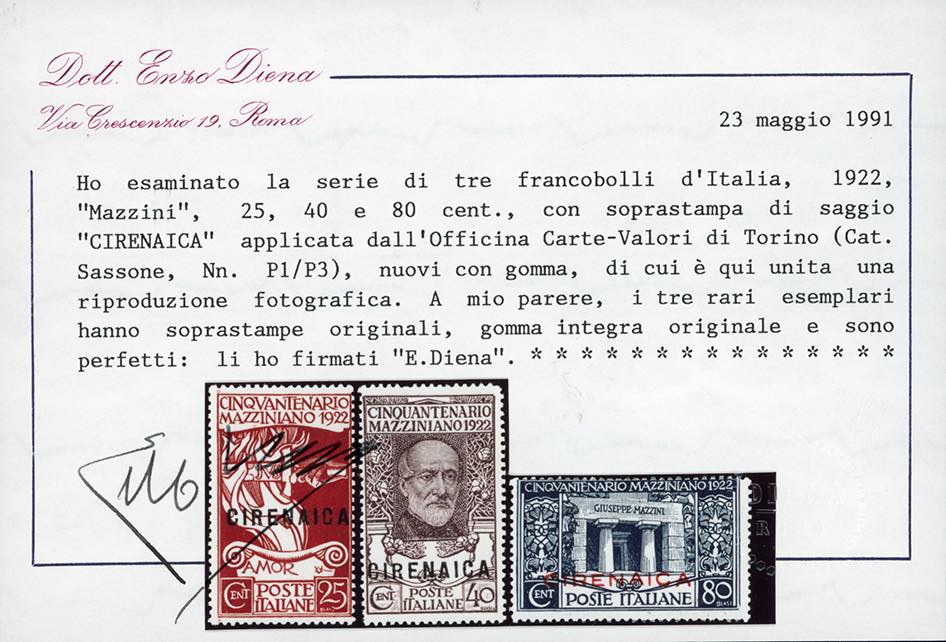 Dott. Enzo Diena
Via Crescenzio 19, Roma
23 maggio 1991
Ho esaminato la serie di tre francobolli d'Italia, 1922,
"Mazzini", 25, 40 e 80 cent., con soprastampa di saggio
"CIRENAICA" applicata dall'Officina Carte-Valori di Torino (Cat.
Sassone, Nn. P1/P3), nuovi con gomma, di cui è qui unita una
riproduzione fotografica. A mio parere, i tre rari esemplari
hanno soprastampe originali, gomma integra originale e sono
perfetti: li ho firmati "E.Diena". * * * * * * * * * * * * * * *
CINQVANTENARIO
MAZZINIANO 1922
CIRENAICA
AMOR
CENT POSTE ITALIANE 25
CINQUANTENARIO
MAZZINIANO 1922
CIRENAICA
CENT POSTE ITALIANE 40
CINQUANTENARIO MAZZINIANO 1922
GIUSEPPE MAZZINI
CIRENAICA
CENT POSTE ITALIANE 80